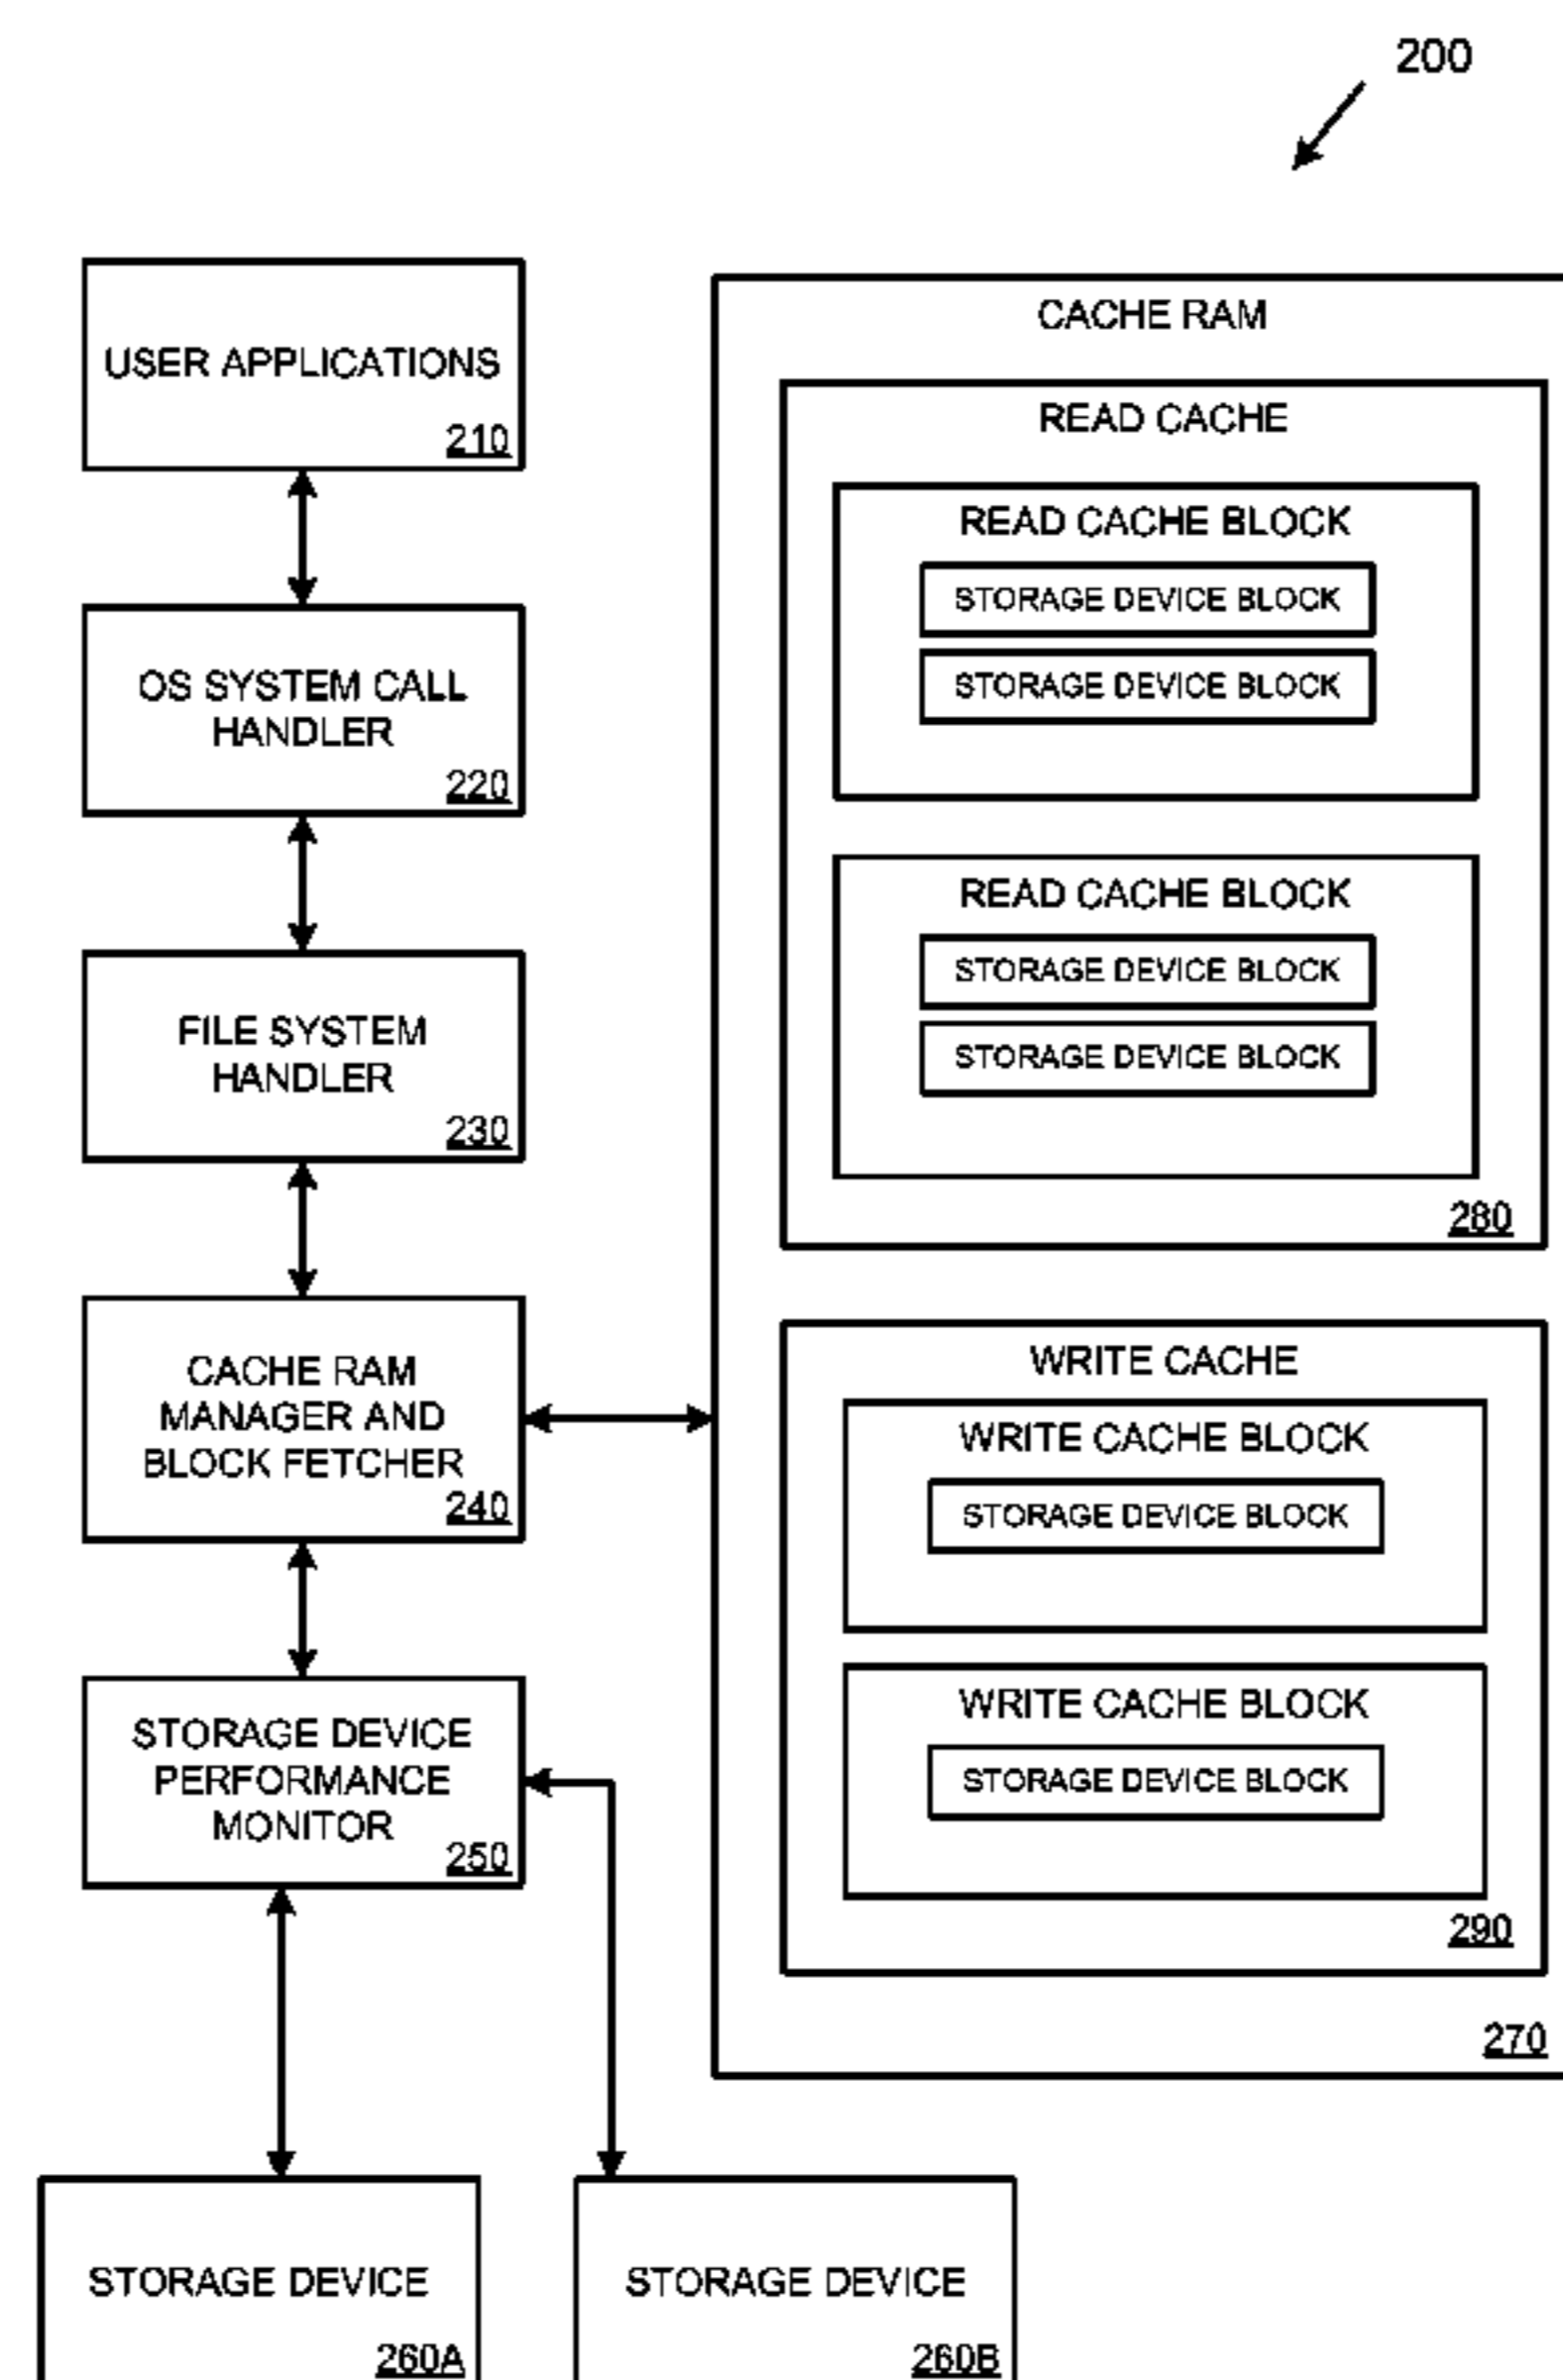 200
USER APPLICATIONS
210
OS SYSTEM CALL
HANDLER
220
FILE SYSTEM
HANDLER
230
CACHE RAM
MANAGER AND
BLOCK FETCHER
240
STORAGE DEVICE
PERFORMANCE
MONITOR
250
STORAGE DEVICE
260A
STORAGE DEVICE
260B
CACHE RAM
READ CACHE
READ CACHE BLOCK
STORAGE DEVICE BLOCK
STORAGE DEVICE BLOCK
READ CACHE BLOCK
STORAGE DEVICE BLOCK
STORAGE DEVICE BLOCK
280
WRITE CACHE
WRITE CACHE BLOCK
STORAGE DEVICE BLOCK
WRITE CACHE BLOCK
STORAGE DEVICE BLOCK
290
270